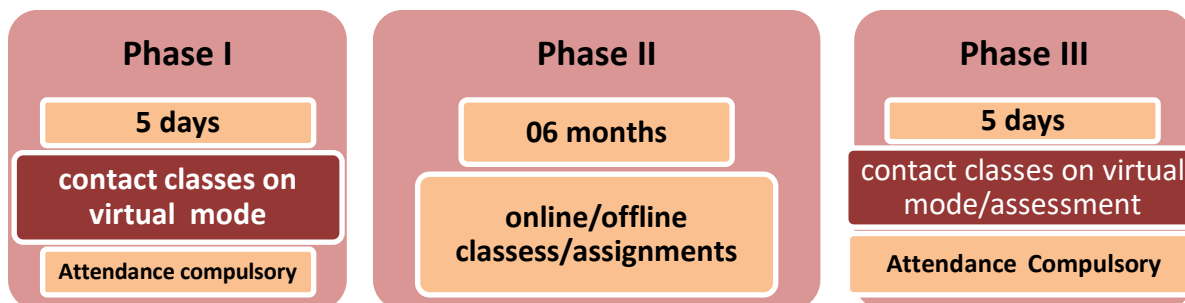 Phase I
5 days
contact classes on
virtual mode
Attendance compulsory
Phase II
06 months
online/offline
classess/assignments
Phase III
5 days
contact classes on virtual
mode/assessment
Attendance Compulsory